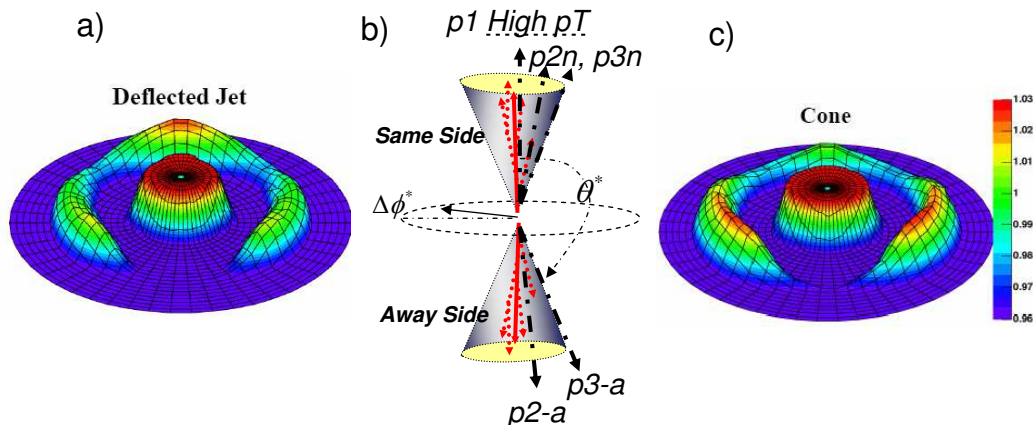 a)
Deflected Jet
b)
p1 High pT
p2n, p3n
Same Side
θ*
Δϕ*
Away Side
p3-a
p2-a
c)
Cone
1.03
1.02
1.01
1
0.99
0.98
0.97
0.96